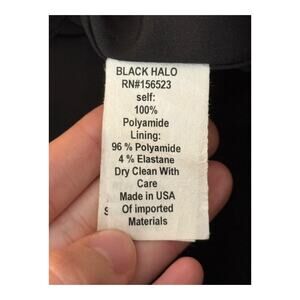 BLACK HALO
RN#156523
self:
100%
Polyamide
Lining:
96 % Polyamide
4 % Elastane
Dry Clean With
Care
Made in USA
Of imported
Materials
S